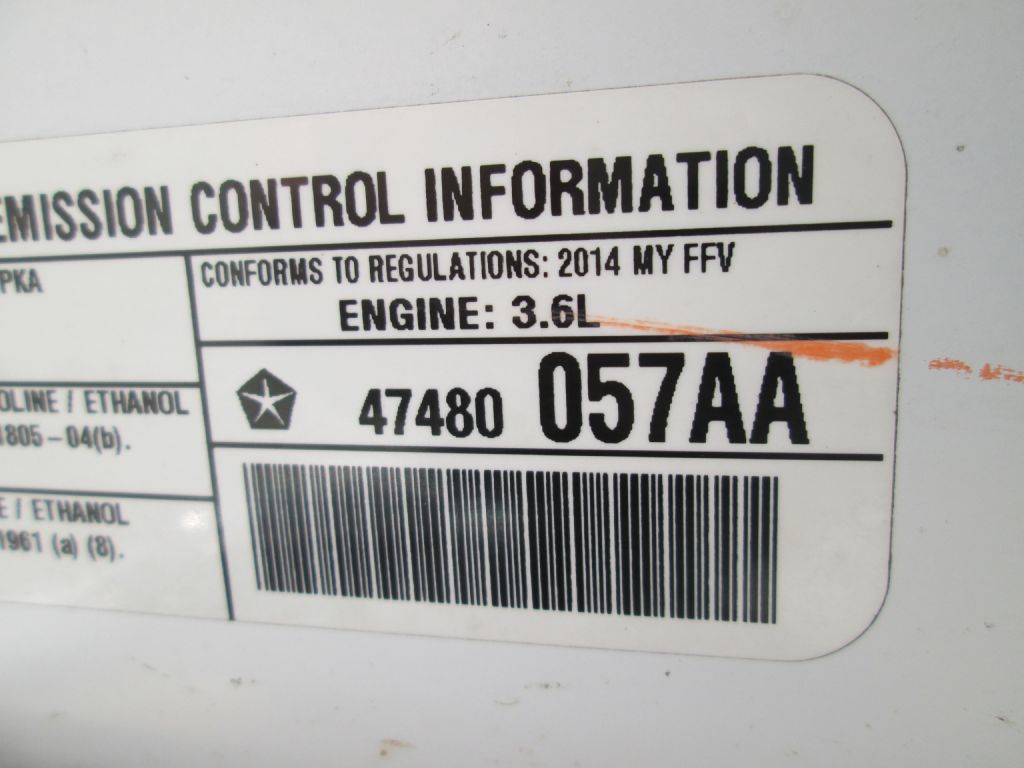 EMISSION CONTROL INFORMATION
PKA
CONFORMS TO REGULATIONS: 2014 MY FFV
ENGINE: 3.6L
OLINE / ETHANOL
1805-04(b).
47480 057AA
E / ETHANOL
1961 (a) (8).